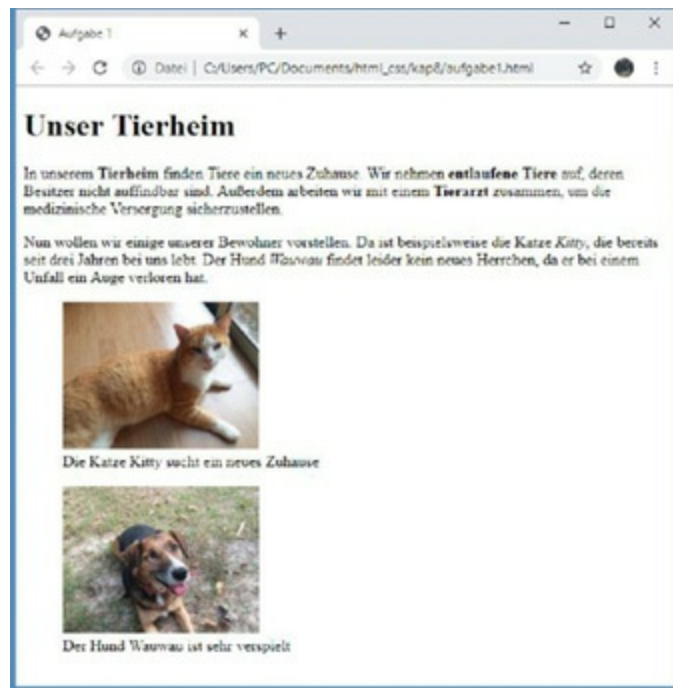 Aufgabe 1
Datei | C:/Users/PC/Documents/html_css/kap8/aufgabe1.html
Unser Tierheim
In unserem Tierheim finden Tiere ein neues Zuhause. Wir nehmen entlaufene Tiere auf, deren
Besitzer nicht auffindbar sind. Außerdem arbeiten wir mit einem Tierarzt zusammen, um die
medizinische Versorgung sicherzustellen.
Nun wollen wir einige unserer Bewohner vorstellen. Da ist beispielsweise die Katze Kitty, die bereits
seit drei Jahren bei uns lebt. Der Hund Wauwau findet leider kein neues Herrchen, da er bei einem
Unfall ein Auge verloren hat.
Die Katze Kitty sucht ein neues Zuhause
Der Hund Wauwau ist sehr verspielt